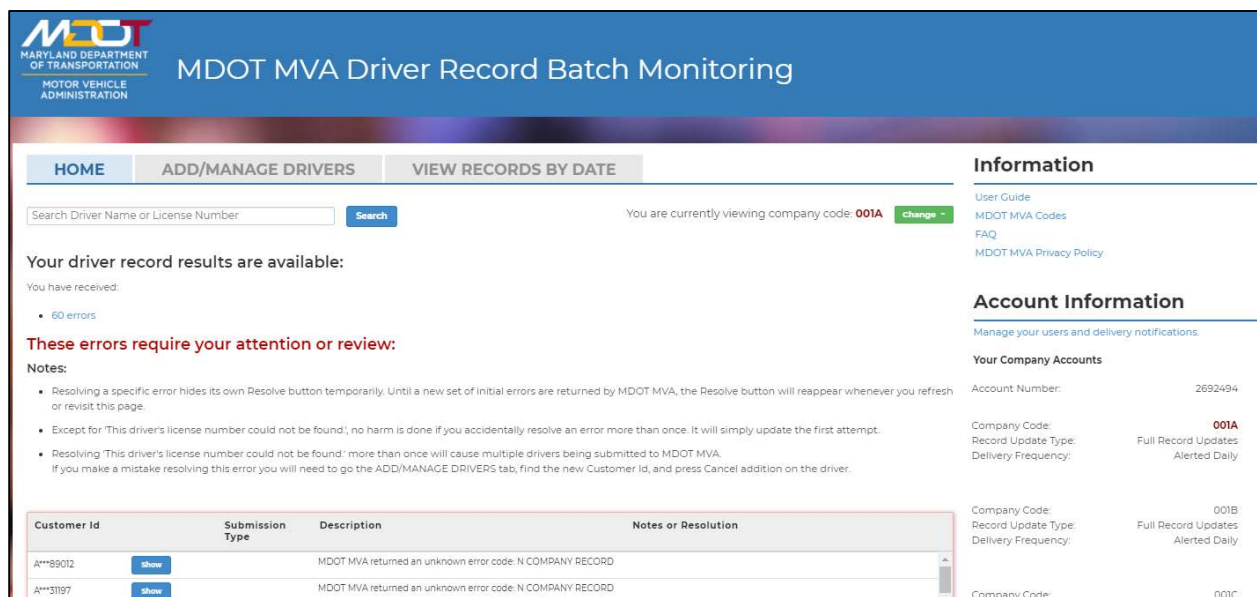 MDOT
MARYLAND DEPARTMENT
OF TRANSPORTATION
MOTOR VEHICLE
ADMINISTRATION
MDOT MVA Driver Record Batch Monitoring
HOME
ADD/MANAGE DRIVERS
VIEW RECORDS BY DATE
Search Driver Name or License Number
Search
You are currently viewing company code: 001A
Change
Your driver record results are available:
You have received:
• 60 errors
These errors require your attention or review:
Notes:
• Resolving a specific error hides its own Resolve button temporarily. Until a new set of initial errors are returned by MDOT MVA, the Resolve button will reappear whenever you refresh
or revisit this page.
• Except for 'This driver's license number could not be found.', no harm is done if you accidentally resolve an error more than once. It will simply update the first attempt.
• Resolving 'This driver's license number could not be found.' more than once will cause multiple drivers being submitted to MDOT MVA.
If you make a mistake resolving this error you will need to go the ADD/MANAGE DRIVERS tab, find the new Customer Id, and press Cancel addition on the driver.
Customer Id
Submission
Type
Description
Notes or Resolution
A***89012
Show
MDOT MVA returned an unknown error code: N COMPANY RECORD
A***31197
Show
MDOT MVA returned an unknown error code: N COMPANY RECORD
Information
User Guide
MDOT MVA Codes
FAQ
MDOT MVA Privacy Policy
Account Information
Manage your users and delivery notifications.
Your Company Accounts
Account Number: 2692494
Company Code: 001A
Record Update Type: Full Record Updates
Delivery Frequency: Alerted Daily
Company Code: 001B
Record Update Type: Full Record Updates
Delivery Frequency: Alerted Daily
Company Code: 001C